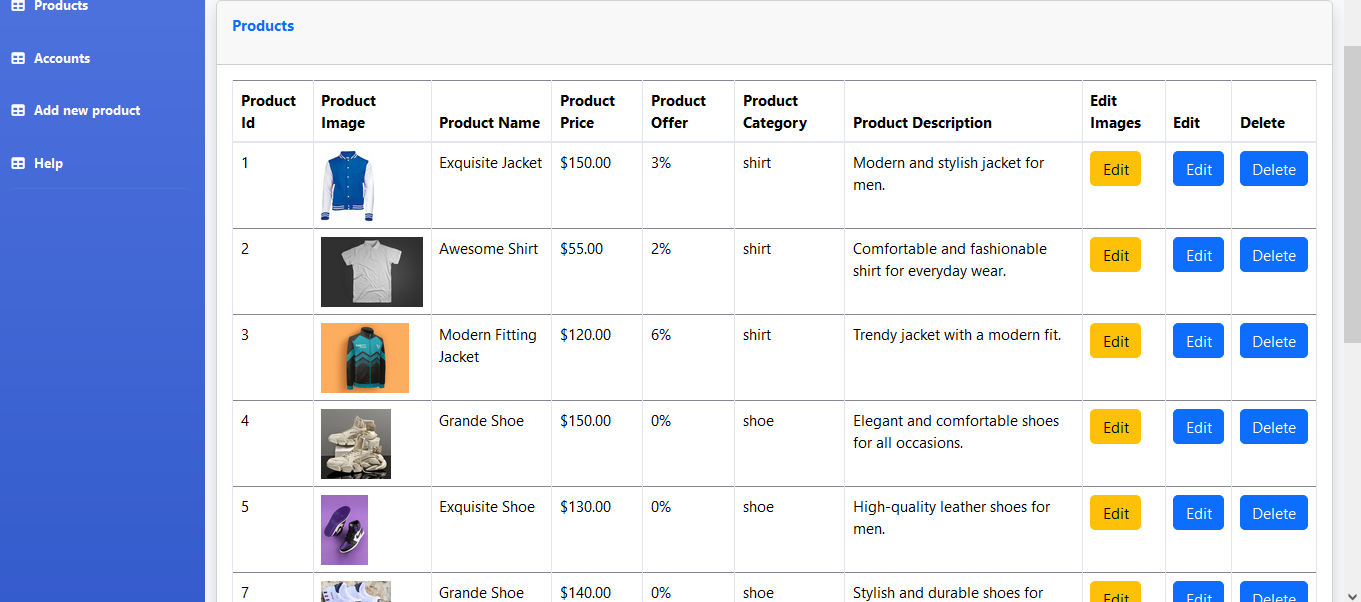 Products
Accounts
Add new product
Help
Products
Product Id
Product Image
Product Name
Product Price
Product Offer
Product Category
Product Description
Edit Images
Edit
Delete
1
Exquisite Jacket
$150.00
3%
shirt
Modern and stylish jacket for
men.
Edit
Edit
Delete
2
Awesome Shirt
$55.00
2%
shirt
Comfortable and fashionable
shirt for everyday wear.
Edit
Edit
Delete
3
Modern Fitting
Jacket
$120.00
6%
shirt
Trendy jacket with a modern fit.
Edit
Edit
Delete
4
Grande Shoe
$150.00
0%
shoe
Elegant and comfortable shoes
for all occasions.
Edit
Edit
Delete
5
Exquisite Shoe
$130.00
0%
shoe
High-quality leather shoes for
men.
Edit
Edit
Delete
7
Grande Shoe
$140.00
0%
shoe
Stylish and durable shoes for
Edit
Edit
Delete